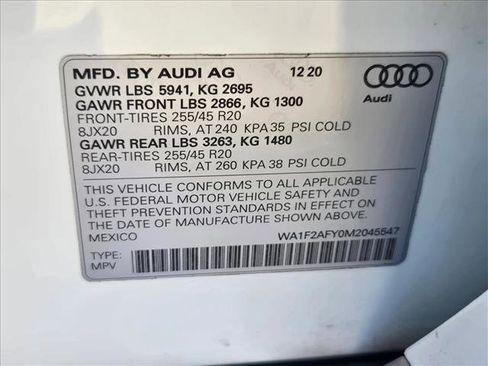 MFD. BY AUDI AG 12 20
GVWR LBS 5941, KG 2695
GAWR FRONT LBS 2866, KG 1300
FRONT-TIRES 255/45 R20
8JX20 RIMS, AT 240 KPA 35 PSI COLD
GAWR REAR LBS 3263, KG 1480
REAR-TIRES 255/45 R20
8JX20 RIMS, AT 260 KPA 38 PSI COLD
THIS VEHICLE CONFORMS TO ALL APPLICABLE
U.S. FEDERAL MOTOR VEHICLE SAFETY AND
THEFT PREVENTION STANDARDS IN EFFECT ON
THE DATE OF MANUFACTURE SHOWN ABOVE.
MEXICO WA1F2AFY0M2045547
TYPE:
MPV
Audi